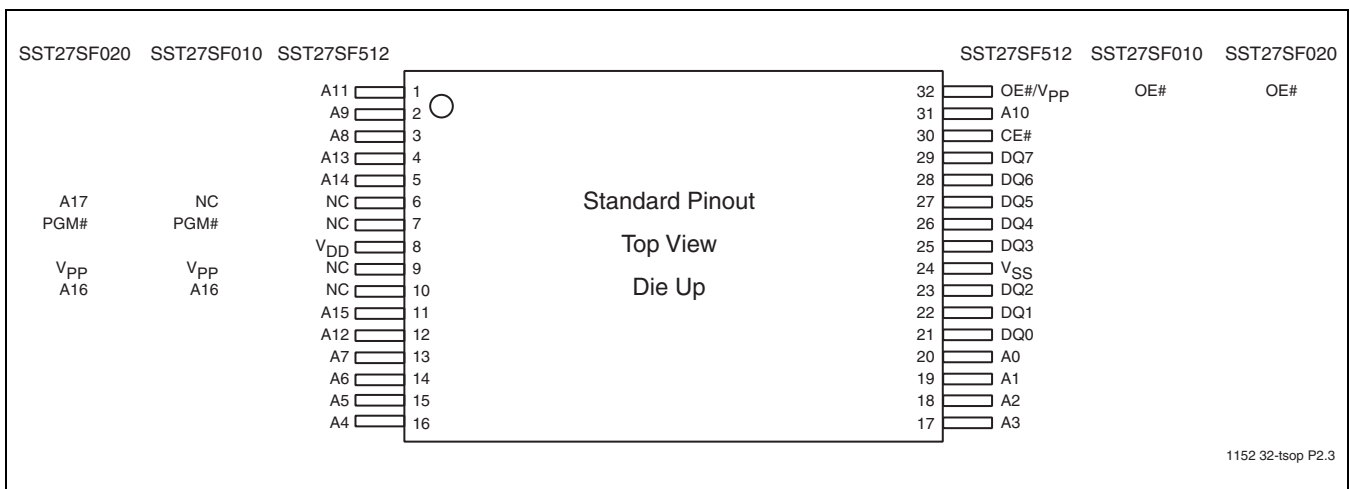 SST27SF020 SST27SF010 SST27SF512 SST27SF512 SST27SF010 SST27SF020
A11 1 32 OE#/VPP OE# OE#
A9 2 31 A10
A8 3 30 CE#
A13 4 29 DQ7
A14 5 28 DQ6
A17 NC NC 6 Standard Pinout 27 DQ5
PGM# PGM# NC 7 26 DQ4
VDD 8 Top View 25 DQ3
VPP VPP NC 9 24 VSS
A16 A16 NC 10 Die Up 23 DQ2
A15 11 22 DQ1
A12 12 21 DQ0
A7 13 20 A0
A6 14 19 A1
A5 15 18 A2
A4 16 17 A3
1152 32-tsop P2.3